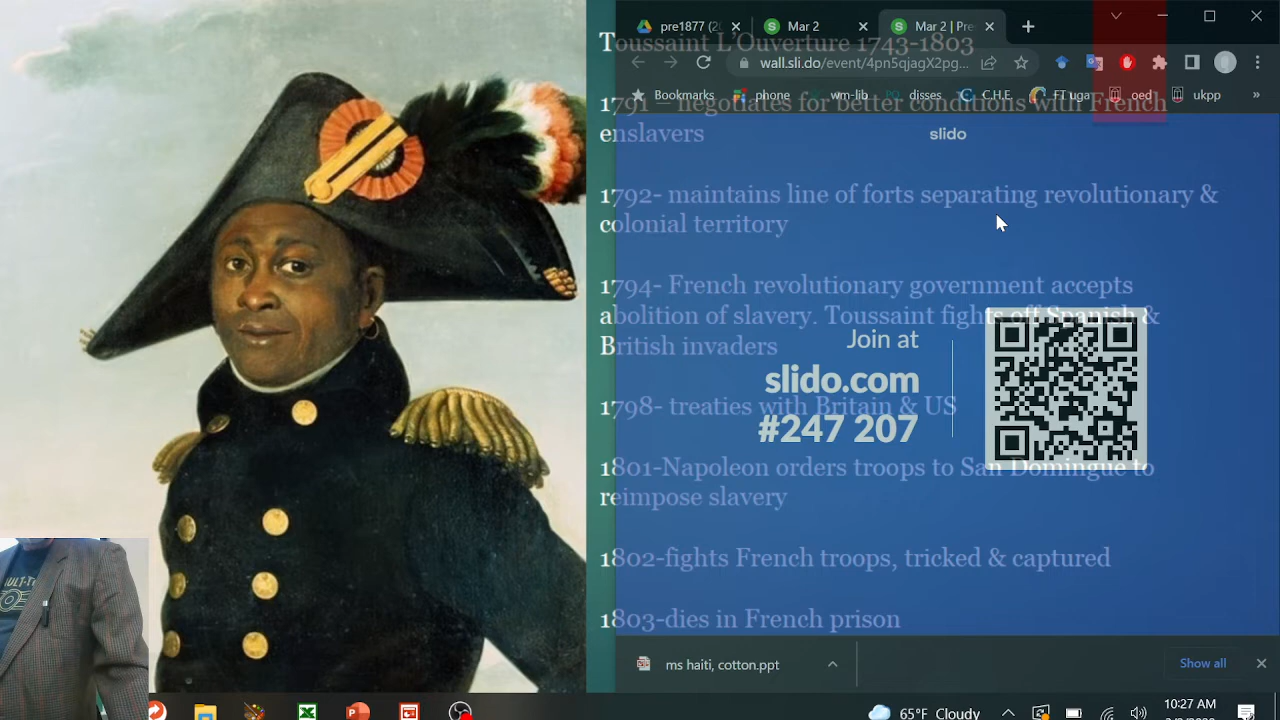 pre1877 (20
Mar 2
Mar 2 | Pre
Toussaint L'Ouverture 1743-1803
wall.sli.do/event/4pn5qjagX2pg...
Bookmarks
phone
wm-lib
disses
C.H.E.
FT uga
oed
ukpp
»
1791 – negotiates for better conditions with French
enslavers
slido
1792- maintains line of forts separating revolutionary &
colonial territory
1794- French revolutionary government accepts
abolition of slavery. Toussaint fights off Spanish &
British invaders
Join at
slido.com
#247 207
1798- treaties with Britain & US
1801-Napoleon orders troops to San Domingue to
reimpose slavery
1802-fights French troops, tricked & captured
1803-dies in French prison
ms haiti, cotton.ppt
Show all
65°F Cloudy
10:27 AM